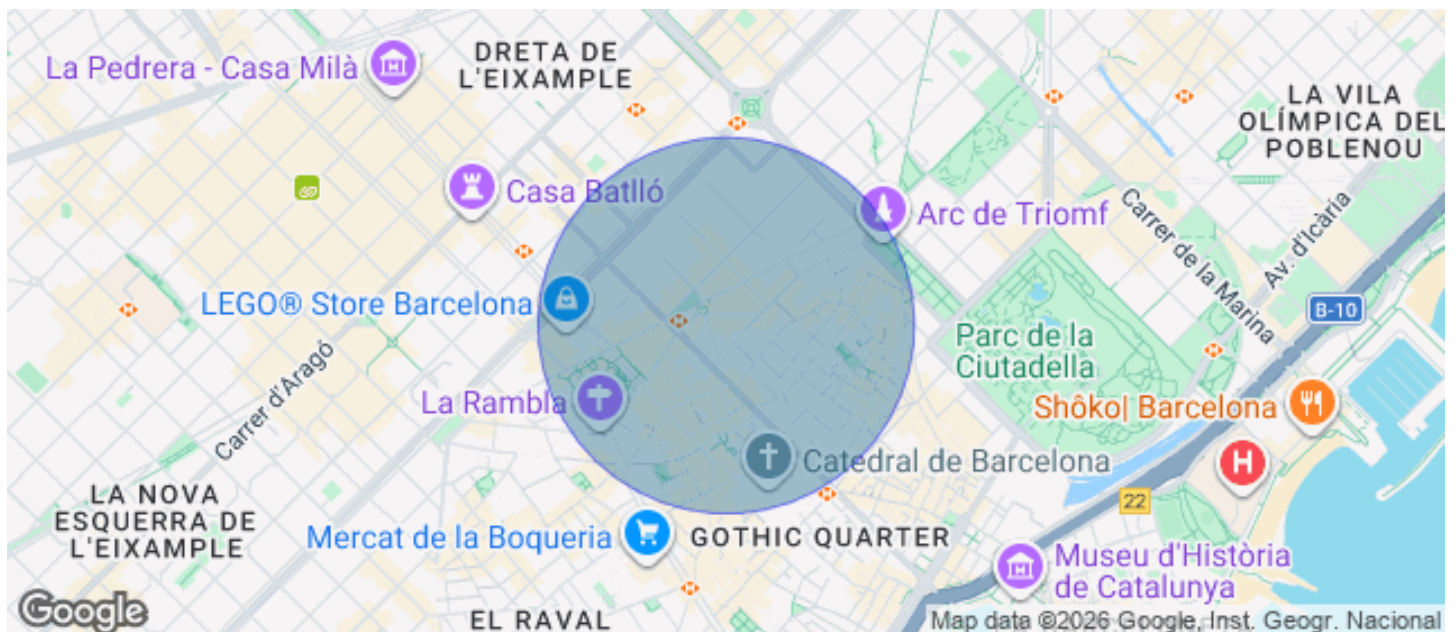 La Pedrera - Casa Milà
DRETA DE
L'EIXAMPLE
LA VILA
OLÍMPICA DEL
POBLENOU
Casa Batlló
Arc de Triomf
Carrer de la Marina
Av. d'Icària
LEGO® Store Barcelona
B-10
Parc de la
Ciutadella
Carrer d'Aragó
La Rambla
Shôko| Barcelona
Catedral de Barcelona
H
22
LA NOVA
ESQUERRA DE
L'EIXAMPLE
Mercat de la Boqueria
GOTHIC QUARTER
Museu d'Història
de Catalunya
Google
EL RAVAL
Map data ©2026 Google, Inst. Geogr. Nacional